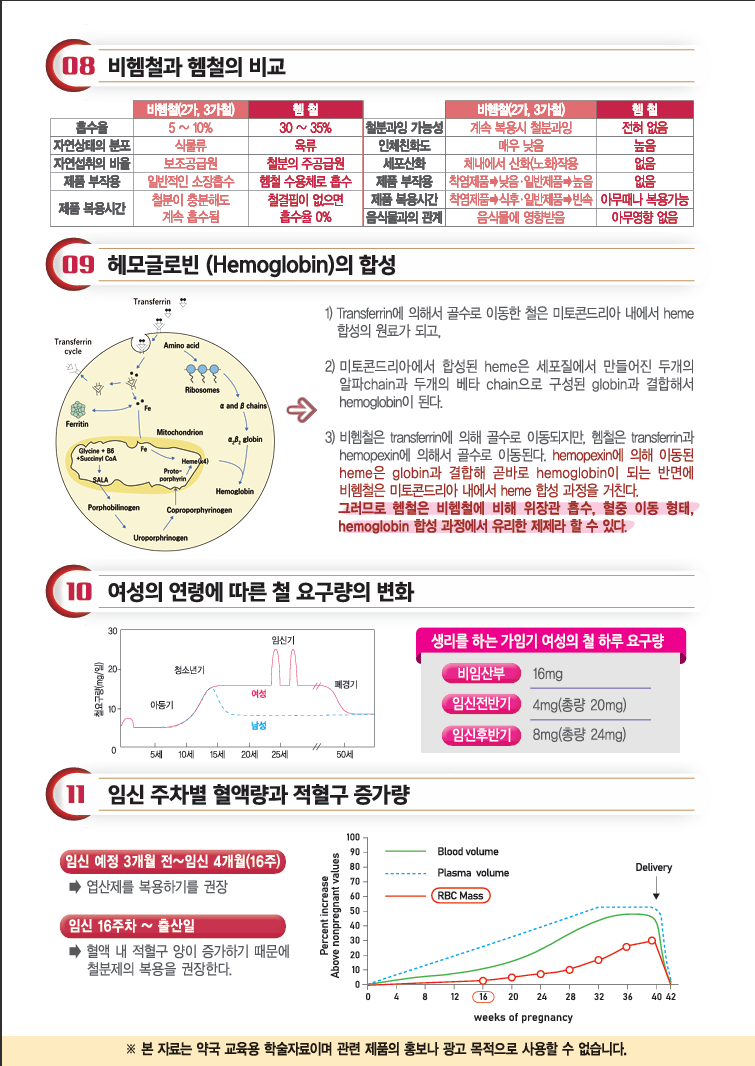 08 비헴철과 헴철의 비교
비헴철(2가, 3가철) 헴 철 비헴철(2가, 3가철) 헴 철
흡수율 5 ~ 10% 30 ~ 35% 철분과잉 가능성 계속 복용시 철분과잉 전혀 없음
자연상태의 분포 식물류 육류 인체친화도 매우 낮음 높음
자연섭취의 비율 보조공급원 철분의 주공급원 세포산화 체내에서 산화(노화)작용 없음
제품 부작용 일반적인 소장흡수 헴철 수용체로 흡수 제품 부작용 착염제품➡낮음·일반제품➡높음 없음
제품 복용시간 철분이 충분해도 계속 흡수됨 철결핍이 없으면 흡수율 0% 제품 복용시간 착염제품➡식후·일반제품➡빈속 아무때나 복용가능
음식물과의 관계 음식물에 영향받음 아무영향 없음
09 헤모글로빈 (Hemoglobin)의 합성
Transferrin
Transferrin
cycle
Amino acid
Ribosomes
Fe
Ferritin
α and β chains
Mitochondrion
α₂β₂ globin
Glycine + B6
+Succinyl CoA
Fe
Heme(x4)
Proto-
porphyrin
SALA
Hemoglobin
Porphobilinogen
Coproporphyrinogen
Uroporphrinogen
1) Transferrin에 의해서 골수로 이동한 철은 미토콘드리아 내에서 heme
합성의 원료가 되고,
2) 미토콘드리아에서 합성된 heme은 세포질에서 만들어진 두개의
알파chain과 두개의 베타 chain으로 구성된 globin과 결합해서
hemoglobin이 된다.
3) 비헴철은 transferrin에 의해 골수로 이동되지만, 헴철은 transferrin과
hemopexin에 의해서 골수로 이동된다. hemopexin에 의해 이동된
heme은 globin과 결합해 곧바로 hemoglobin이 되는 반면에
비헴철은 미토콘드리아 내에서 heme 합성 과정을 거친다.
그러므로 헴철은 비헴철에 비해 위장관 흡수, 혈중 이동 형태,
hemoglobin 합성 과정에서 유리한 제제라 할 수 있다.
10 여성의 연령에 따른 철 요구량의 변화
철요구량(mg/일)
30
20
10
0
아동기
청소년기
임신기
폐경기
여성
남성
5세 10세 15세 20세 25세 50세
생리를 하는 가임기 여성의 철 하루 요구량
비임산부 16mg
임신전반기 4mg(총량 20mg)
임신후반기 8mg(총량 24mg)
11 임신 주차별 혈액량과 적혈구 증가량
임신 예정 3개월 전~임신 4개월(16주)
➡ 엽산제를 복용하기를 권장
임신 16주차 ~ 출산일
➡ 혈액 내 적혈구 양이 증가하기 때문에
철분제의 복용을 권장한다.
Percent increase
Above nonpregnant values
100
90
80
70
60
50
40
30
20
10
0
Blood volume
Plasma volume
RBC Mass
Delivery
0 4 8 12 16 20 24 28 32 36 40 42
weeks of pregnancy
※ 본 자료는 약국 교육용 학술자료이며 관련 제품의 홍보나 광고 목적으로 사용할 수 없습니다.